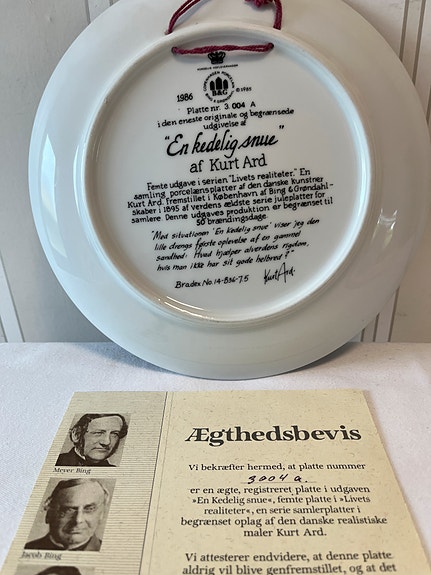 1986
B&G
© 1985
Platte nr. 3 004 A
i den eneste originale og begrænsede
udgivelse af
"En kedelig snue"
af Kurt Ard
Femte udgave i serien "Livets realiteter." En
samling porcelænsplatter af den danske kunstner
Kurt Ard, fremstillet i København af Bing & Grøndahl -
skaber i 1895 af verdens ældste serie juleplatter for
samlere. Denne udgaves produktion er begrænset til
50 brændingsdage.
"Med situationen 'En kedelig snue' viser jeg den
lille drengs første oplevelse af en gammel
sandhed: Hvad hjælper alverdens rigdom,
hvis man ikke har sit gode helbred?"
Kurt Ard.
Bradex No. 14-B36-7.5
Ægthedsbevis
Vi bekræfter hermed, at platte nummer
3004 a
er en ægte, registreret platte i udgaven
»En Kedelig snue«, femte platte i »Livets
realiteter«, en serie samlerplatter i
begrænset oplag af den danske realistiske
maler Kurt Ard.
Vi attesterer endvidere, at denne platte
aldrig vil blive genfremstillet, og at det
Meyer Bing
Jacob Bing